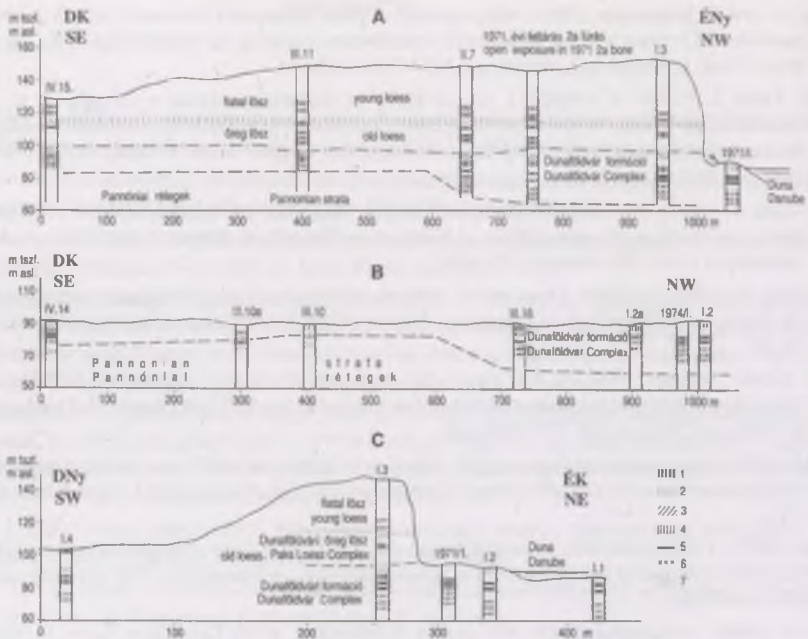 A
DK
SE
ÉNy
NW
m tszf.
m asl.
1971. évi feltárás 2a fúrás
open exposure in 1971 2a bore
IV.15.
III.11
II.7
I.3
1971/I.
fiatal lösz
young loess
öreg lösz
old loess
Dunaföldvár formáció
Dunaföldvár Complex
Pannóniai rétegek
Pannonian strata
Duna
Danube
160
140
120
100
80
60
0 100 200 300 400 500 600 700 800 900 1000 m
B
DK
SE
NW
m tszf.
m asl.
110
90
70
50
IV.14
III.10
I.2a
1974/I.
I.2
Dunaföldvár formáció
Dunaföldvár Complex
Pannonian strata
Pannóniai rétegek
0 100 200 300 400 500 600 700 800 900 1000 m
C
DNy
SW
ÉK
NE
m tszf.
m asl.
140
120
100
80
60
I.4
I.3
1971/I.
I.2
I.1
fiatal lösz
young loess
Dunaföldvári öreg lösz
old loess - Paks Loess Complex
Dunaföldvár formáció
Dunaföldvár Complex
Duna
Danube
0 100 200 300 400 m
1
2
3
4
5
6
7